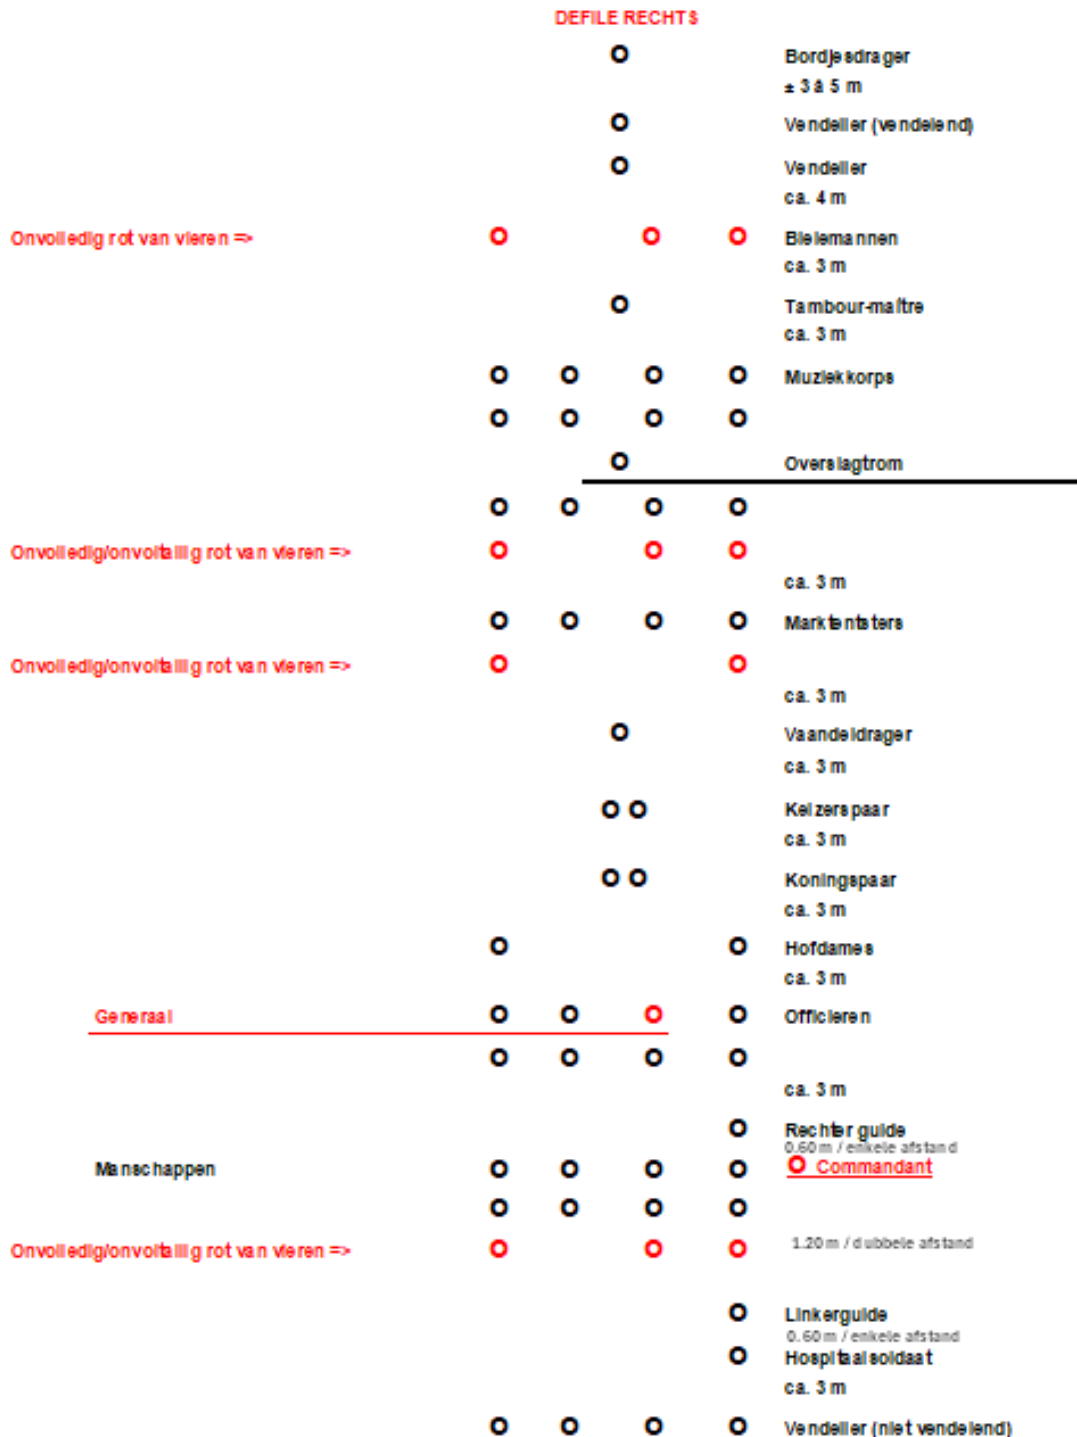 DEFILE RECHTS
Bordjesdrager
± 3 à 5 m
Vendelier (vendelend)
Vendelier
ca. 4 m
Onvolledig rot van vieren => Bielemannen
ca. 3 m
Tambour-maître
ca. 3 m
Muziekkorps
Overslagtrom
Onvolledig/onvoltallig rot van vieren =>
ca. 3 m
Marktentsters
Onvolledig/onvoltallig rot van vieren =>
ca. 3 m
Vaandeldrager
ca. 3 m
Keizerspaar
ca. 3 m
Koningspaar
ca. 3 m
Hofdames
ca. 3 m
Generaal Officieren
ca. 3 m
Rechter guide
0.60 m / enkele afstand
Manschappen Commandant
Onvolledig/onvoltallig rot van vieren => 1.20 m / dubbele afstand
Linkerguide
0.60 m / enkele afstand
Hospitaalsoldaat
ca. 3 m
Vendelier (niet vendelend)